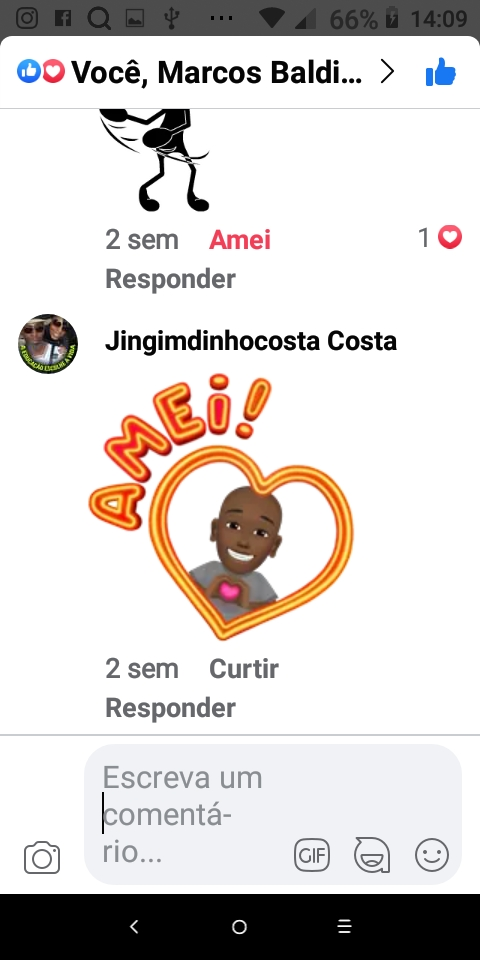 66% 14:09
Você, Marcos Baldi...
2 sem Amei 1
Responder
Jingimdinhocosta Costa
AMEI!
2 sem Curtir
Responder
Escreva um
comentá-
rio...
GIF